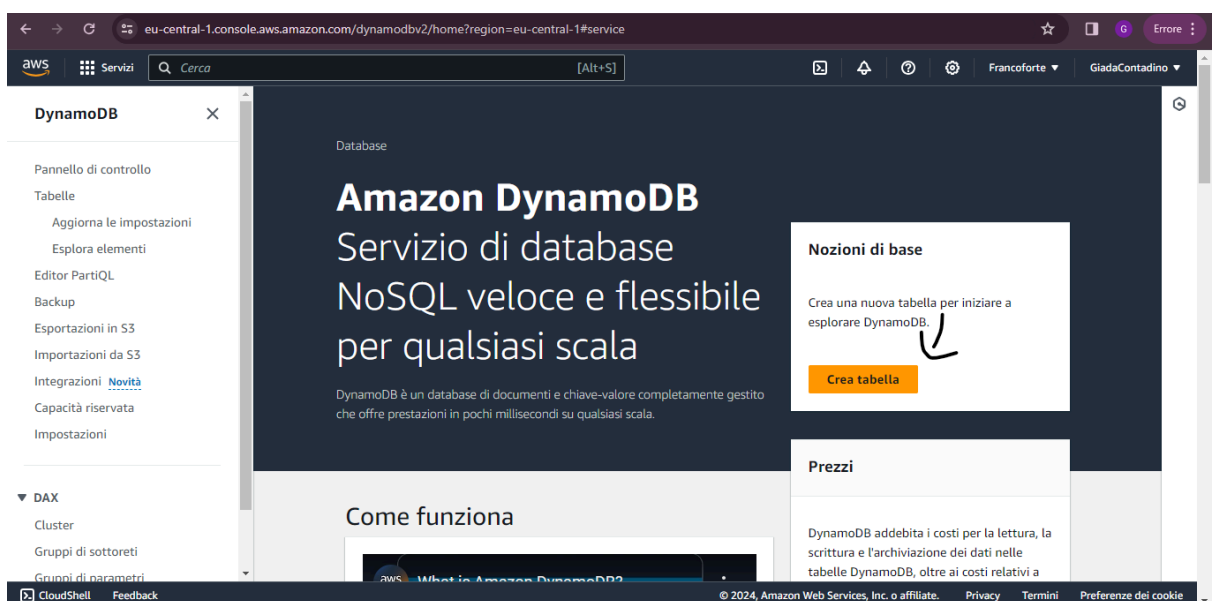 eu-central-1.console.aws.amazon.com/dynamodbv2/home?region=eu-central-1#service
G
Errore
aws
Servizi
Cerca
[Alt+S]
Francoforte
GiadaContadino
DynamoDB
Pannello di controllo
Tabelle
Aggiorna le impostazioni
Esplora elementi
Editor PartiQL
Backup
Esportazioni in S3
Importazioni da S3
Integrazioni Novità
Capacità riservata
Impostazioni
DAX
Cluster
Gruppi di sottoreti
Gruppi di parametri
Database
Amazon DynamoDB
Servizio di database
NoSQL veloce e flessibile
per qualsiasi scala
DynamoDB è un database di documenti e chiave-valore completamente gestito
che offre prestazioni in pochi millisecondi su qualsiasi scala.
Nozioni di base
Crea una nuova tabella per iniziare a
esplorare DynamoDB.
Crea tabella
Prezzi
DynamoDB addebita i costi per la lettura, la
scrittura e l'archiviazione dei dati nelle
tabelle DynamoDB, oltre ai costi relativi a
Come funziona
aws
What is Amazon DynamoDB?
CloudShell
Feedback
© 2024, Amazon Web Services, Inc. o affiliate.
Privacy
Termini
Preferenze dei cookie